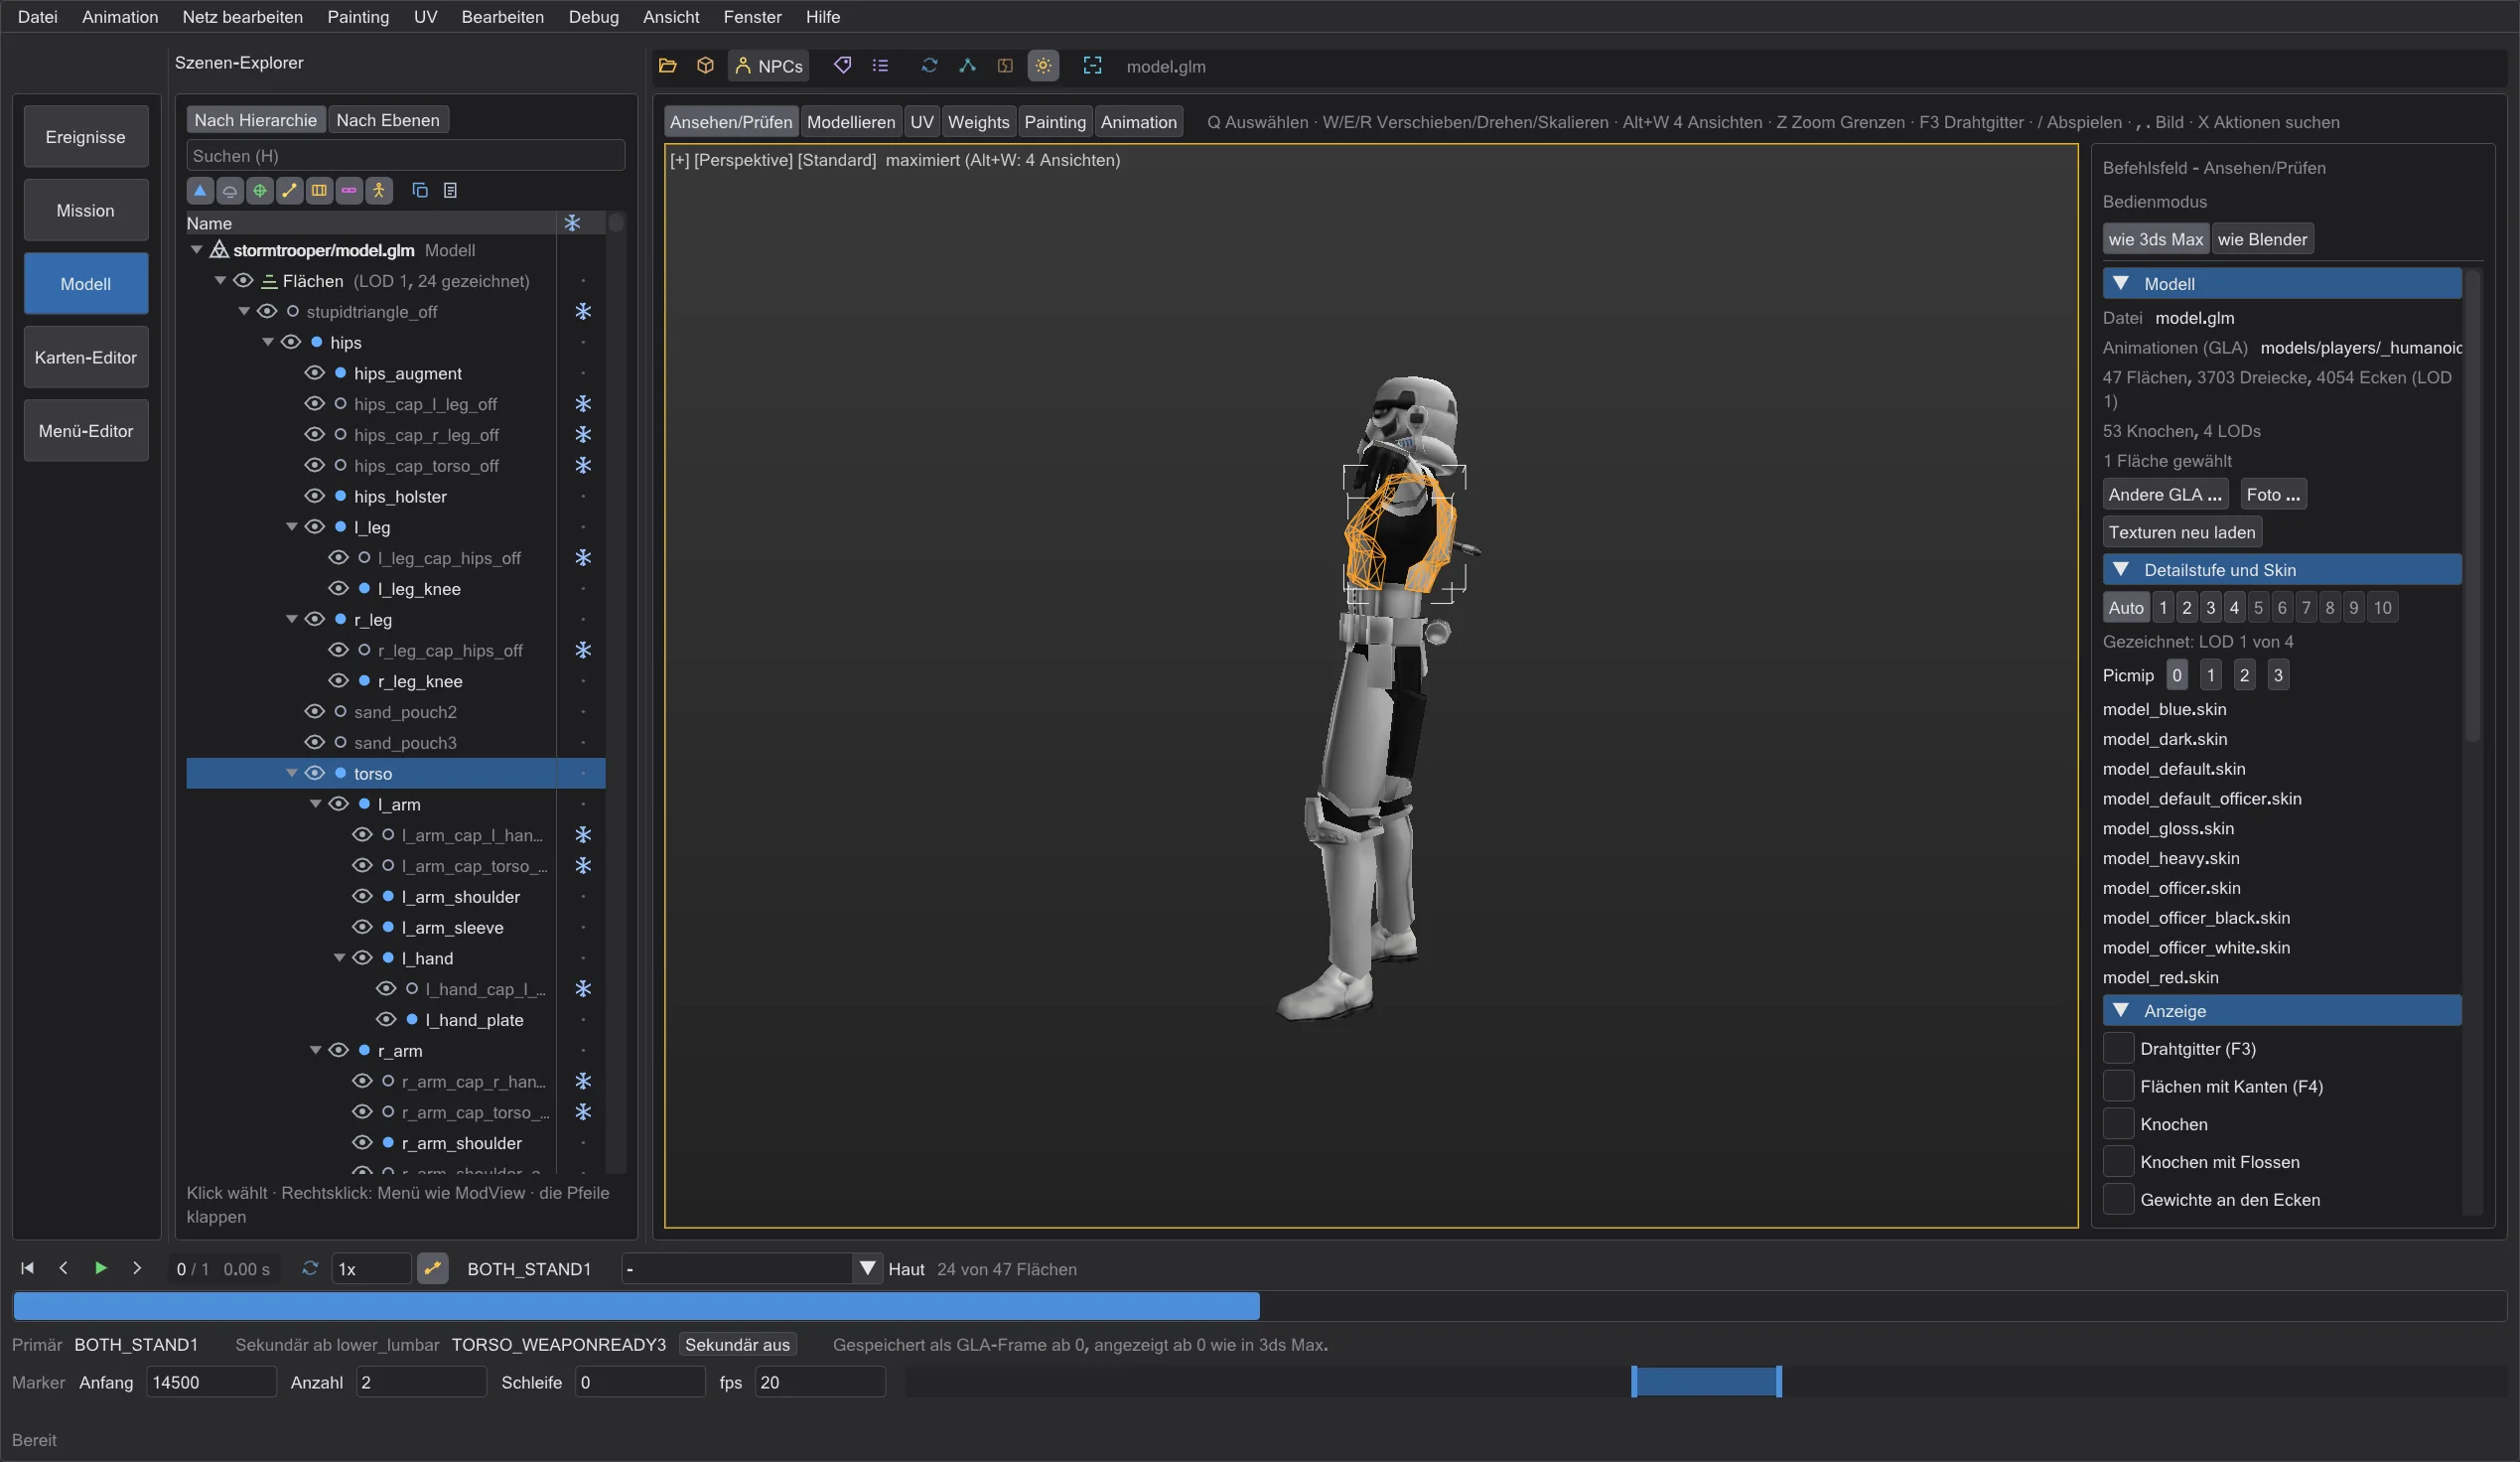 Datei Animation Netz bearbeiten Painting UV Bearbeiten Debug Ansicht Fenster Hilfe
Szenen-Explorer
NPCs model.glm
Ereignisse
Mission
Modell
Karten-Editor
Menü-Editor
Nach Hierarchie Nach Ebenen
Suchen (H)
Name
stormtrooper/model.glm Modell
Flächen (LOD 1, 24 gezeichnet)
stupidtriangle_off
hips
hips_augment
hips_cap_l_leg_off
hips_cap_r_leg_off
hips_cap_torso_off
hips_holster
l_leg
l_leg_cap_hips_off
l_leg_knee
r_leg
r_leg_cap_hips_off
r_leg_knee
sand_pouch2
sand_pouch3
torso
l_arm
l_arm_cap_l_han...
l_arm_cap_torso_...
l_arm_shoulder
l_arm_sleeve
l_hand
l_hand_cap_l_...
l_hand_plate
r_arm
r_arm_cap_r_han...
r_arm_cap_torso_...
r_arm_shoulder
Klick wählt · Rechtsklick: Menü wie ModView · die Pfeile
klappen
Ansehen/Prüfen Modellieren UV Weights Painting Animation Q Auswählen · W/E/R Verschieben/Drehen/Skalieren · Alt+W 4 Ansichten · Z Zoom Grenzen · F3 Drahtgitter · / Abspielen · , . Bild · X Aktionen suchen
[+] [Perspektive] [Standard] maximiert (Alt+W: 4 Ansichten)
Befehlsfeld - Ansehen/Prüfen
Bedienmodus
wie 3ds Max wie Blender
Modell
Datei model.glm
Animationen (GLA) models/players/_humanoid
47 Flächen, 3703 Dreiecke, 4054 Ecken (LOD
1)
53 Knochen, 4 LODs
1 Fläche gewählt
Andere GLA ... Foto ...
Texturen neu laden
Detailstufe und Skin
Auto 1 2 3 4 5 6 7 8 9 10
Gezeichnet: LOD 1 von 4
Picmip 0 1 2 3
model_blue.skin
model_dark.skin
model_default.skin
model_default_officer.skin
model_gloss.skin
model_heavy.skin
model_officer.skin
model_officer_black.skin
model_officer_white.skin
model_red.skin
Anzeige
Drahtgitter (F3)
Flächen mit Kanten (F4)
Knochen
Knochen mit Flossen
Gewichte an den Ecken
0 / 1 0.00 s 1x BOTH_STAND1 - Haut 24 von 47 Flächen
Primär BOTH_STAND1 Sekundär ab lower_lumbar TORSO_WEAPONREADY3 Sekundär aus Gespeichert als GLA-Frame ab 0, angezeigt ab 0 wie in 3ds Max.
Marker Anfang 14500 Anzahl 2 Schleife 0 fps 20
Bereit